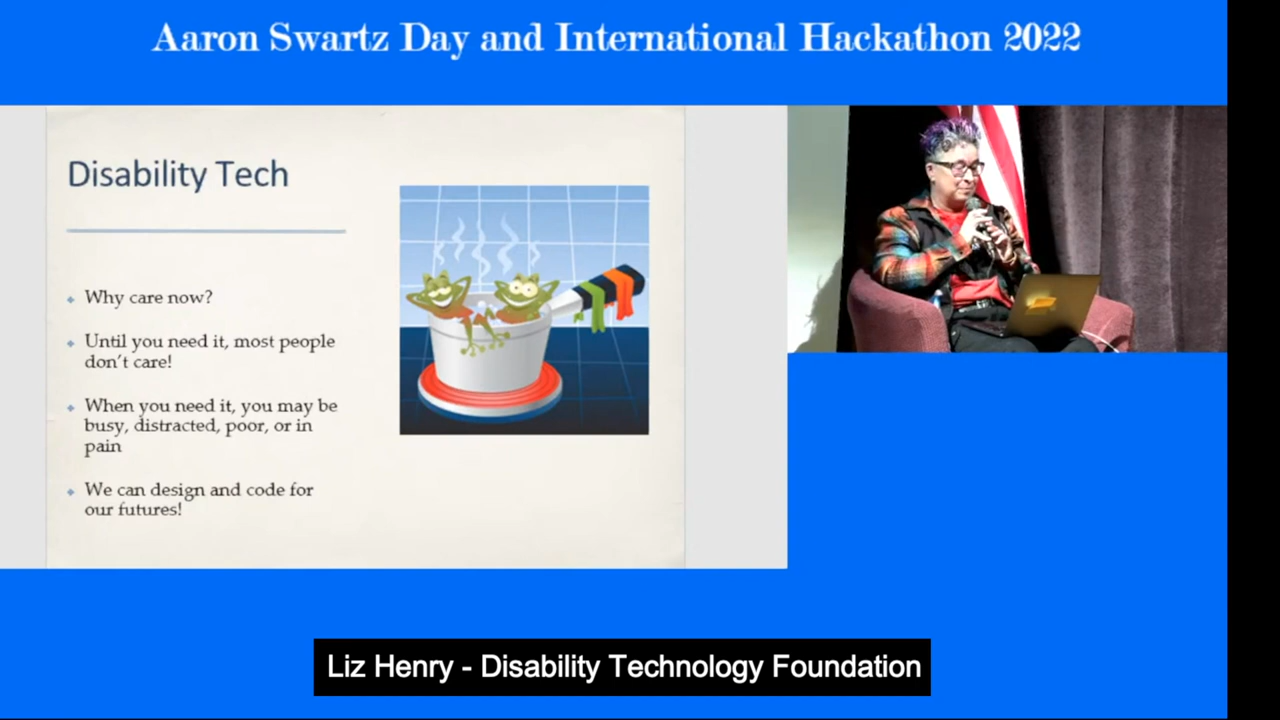 Aaron Swartz Day and International Hackathon 2022
Disability Tech
Why care now?
Until you need it, most people
don't care!
When you need it, you may be
busy, distracted, poor, or in
pain
We can design and code for
our futures!
Liz Henry - Disability Technology Foundation